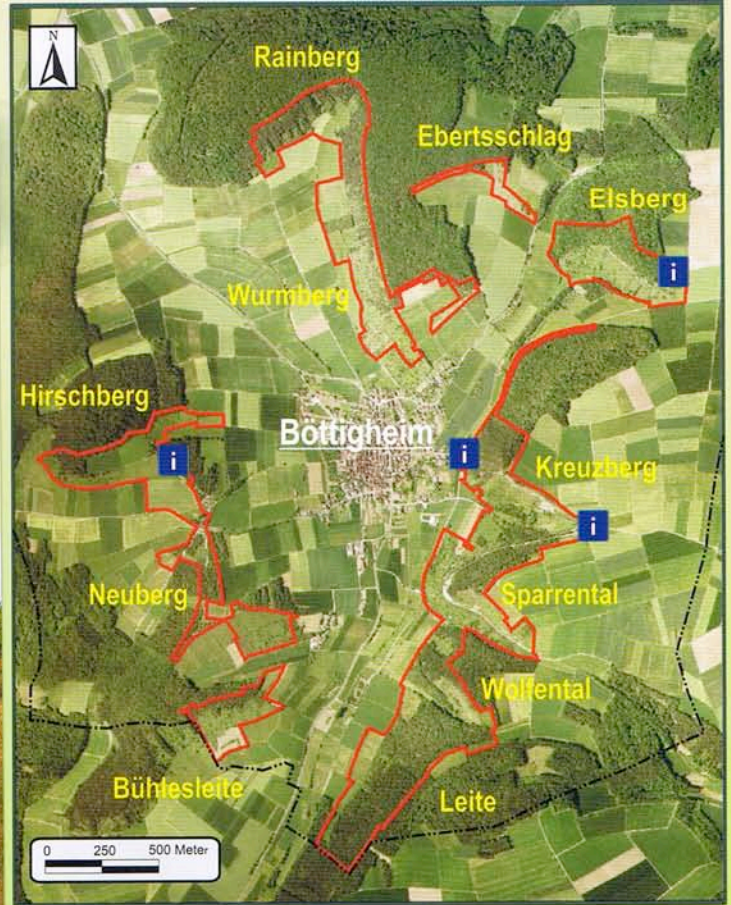 N
Rainberg
Ebertsschlag
Elsberg
i
Wurmberg
Hirschberg
Böttigheim
i
i
Kreuzberg
i
Neuberg
Sparrental
Wolfental
Bühlesleite
Leite
0 250 500 Meter